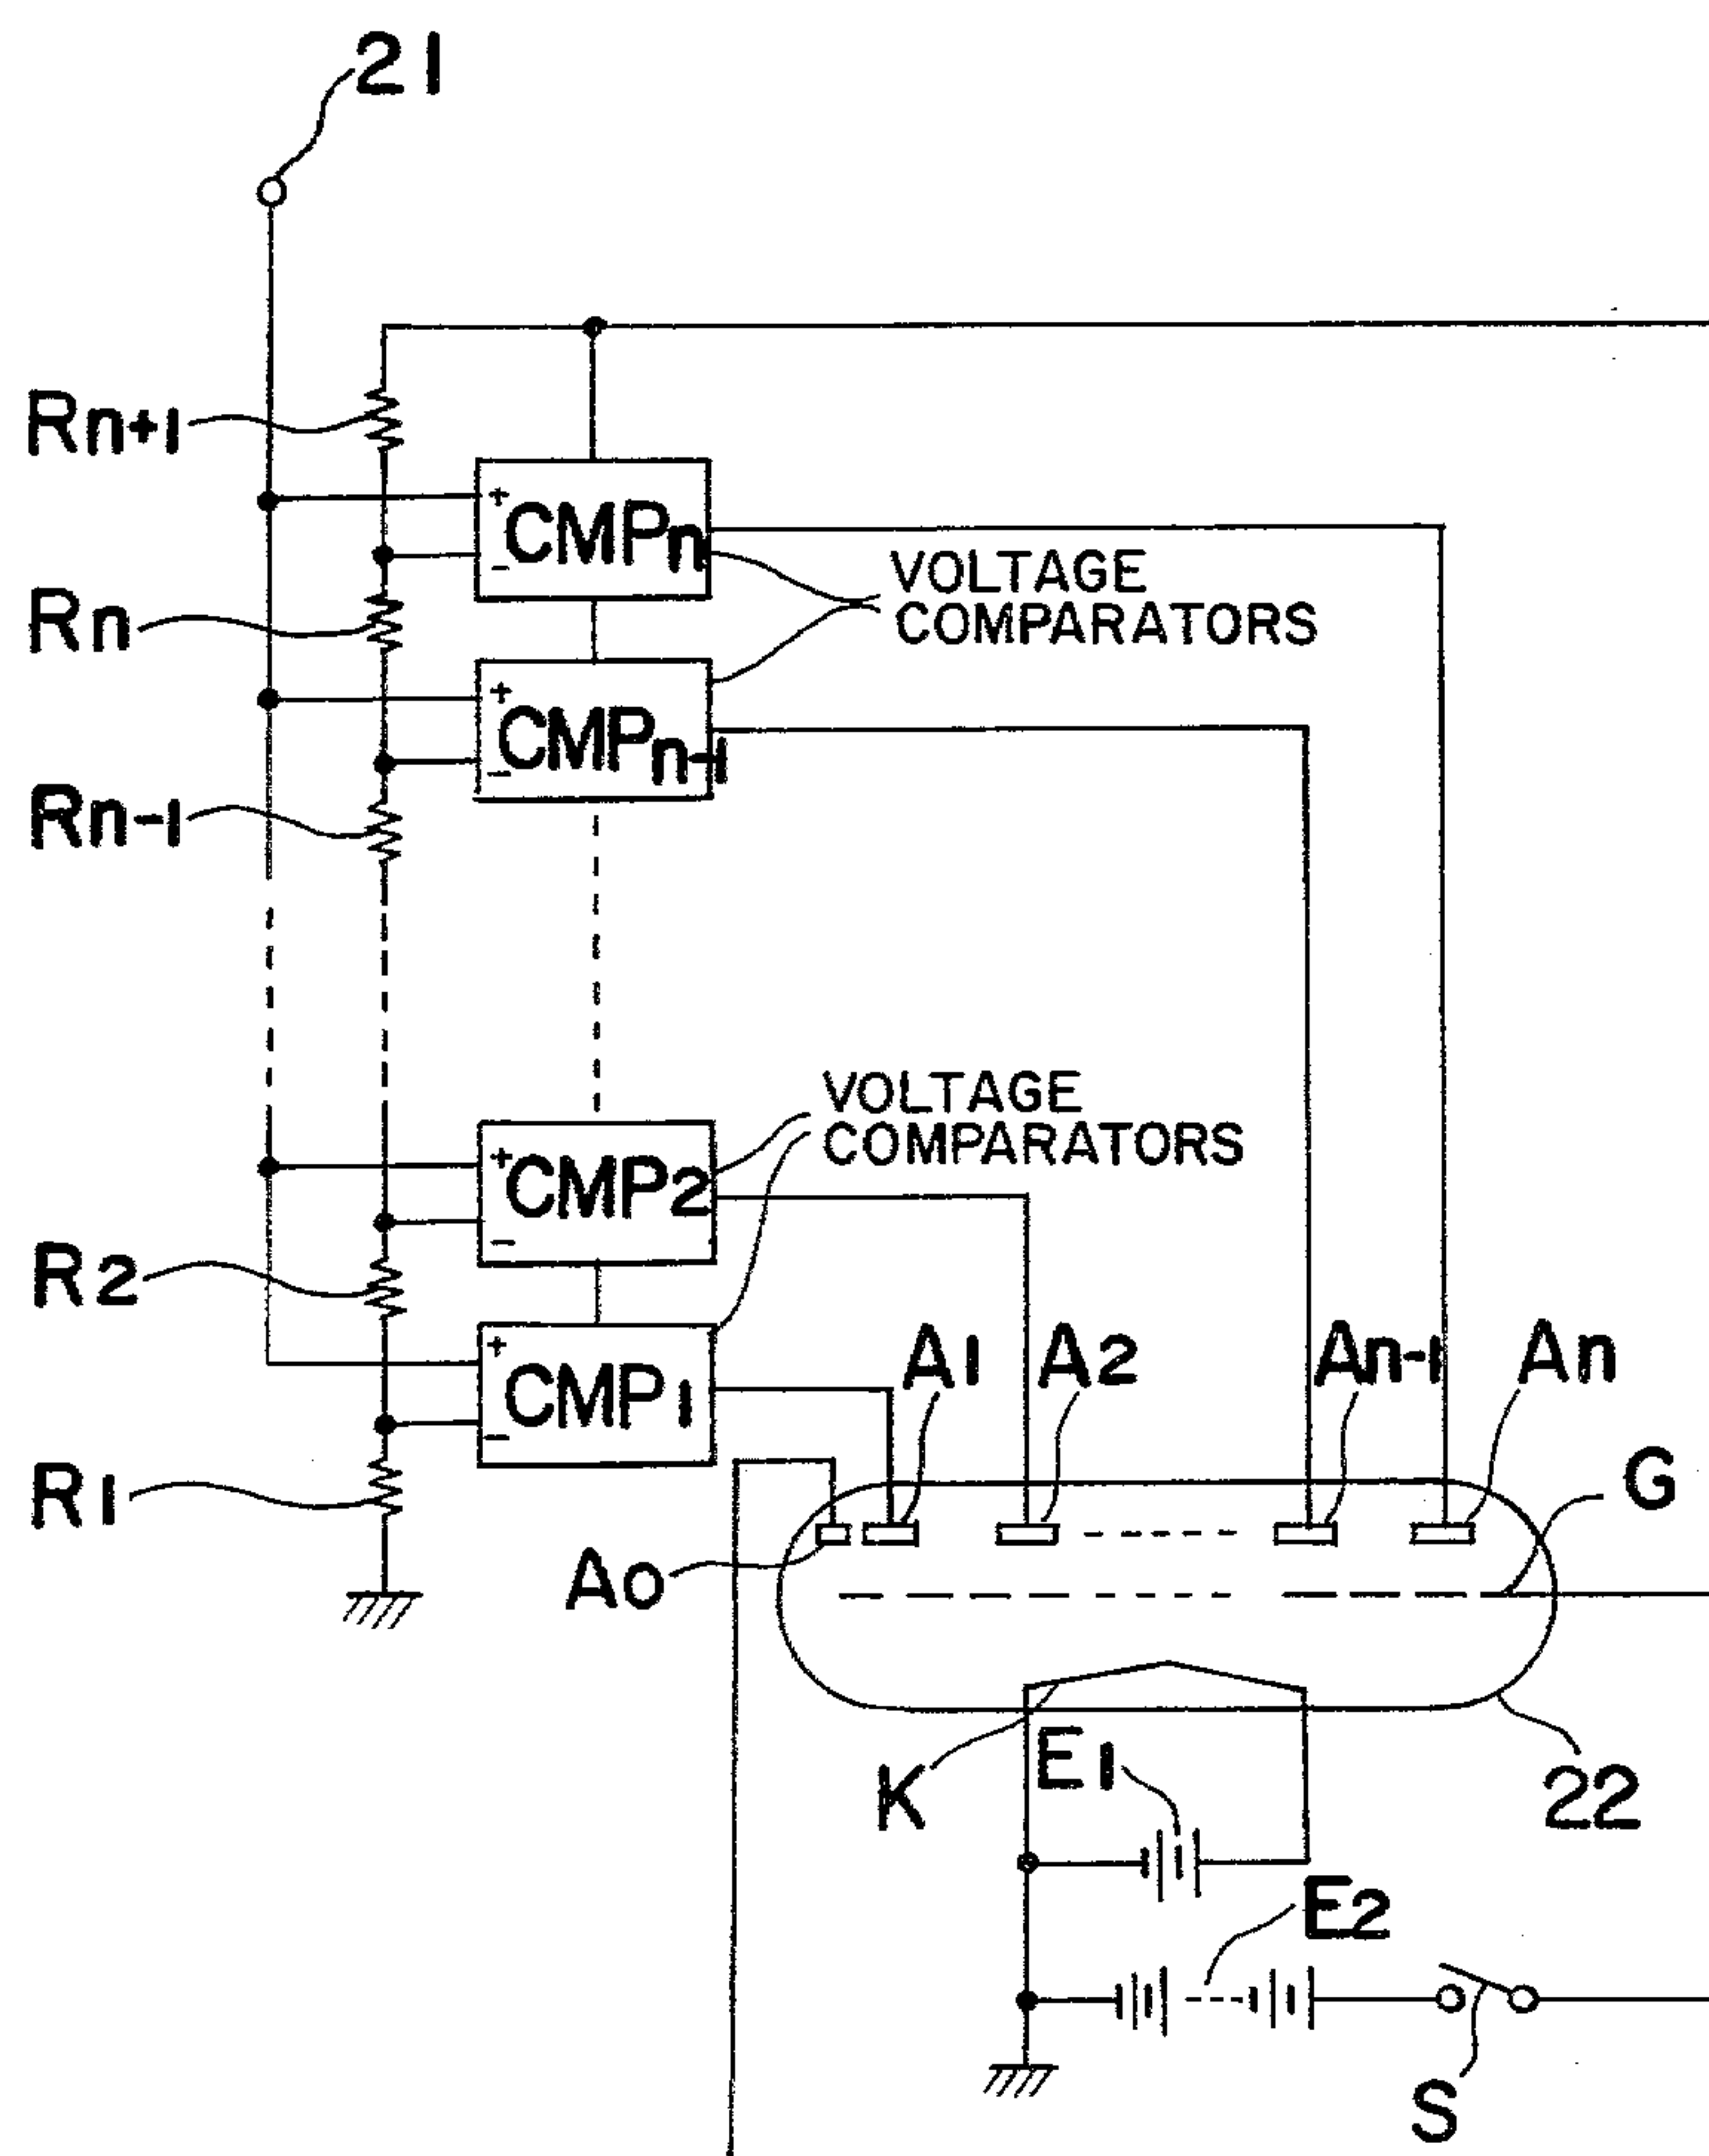 21
Rn+1
+
CMPn
-
VOLTAGE
COMPARATORS
Rn
+
CMPn-1
-
Rn-1
VOLTAGE
COMPARATORS
+
CMP2
-
R2
+
CMP1
-
A1
A2
An-1
An
R1
G
A0
K
E1
22
E2
S